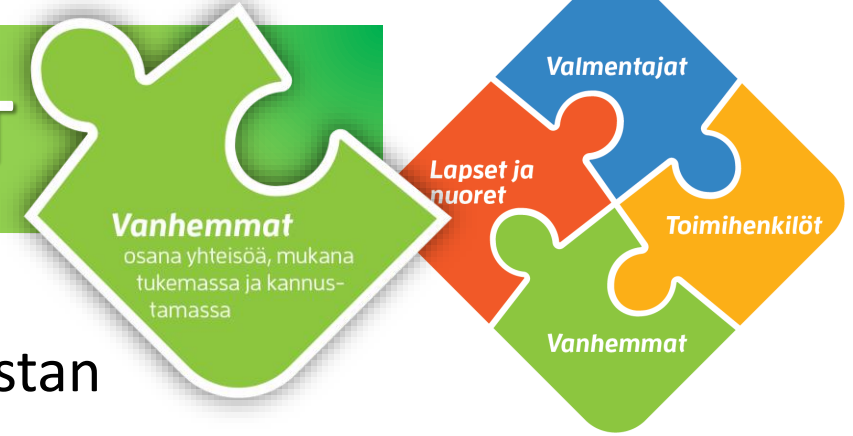 T
Vanhemmat
osana yhteisöä, mukana
tukemassa ja kannus-
tamassa
stan
Valmentajat
Lapset ja
nuoret
Toimihenkilöt
Vanhemmat